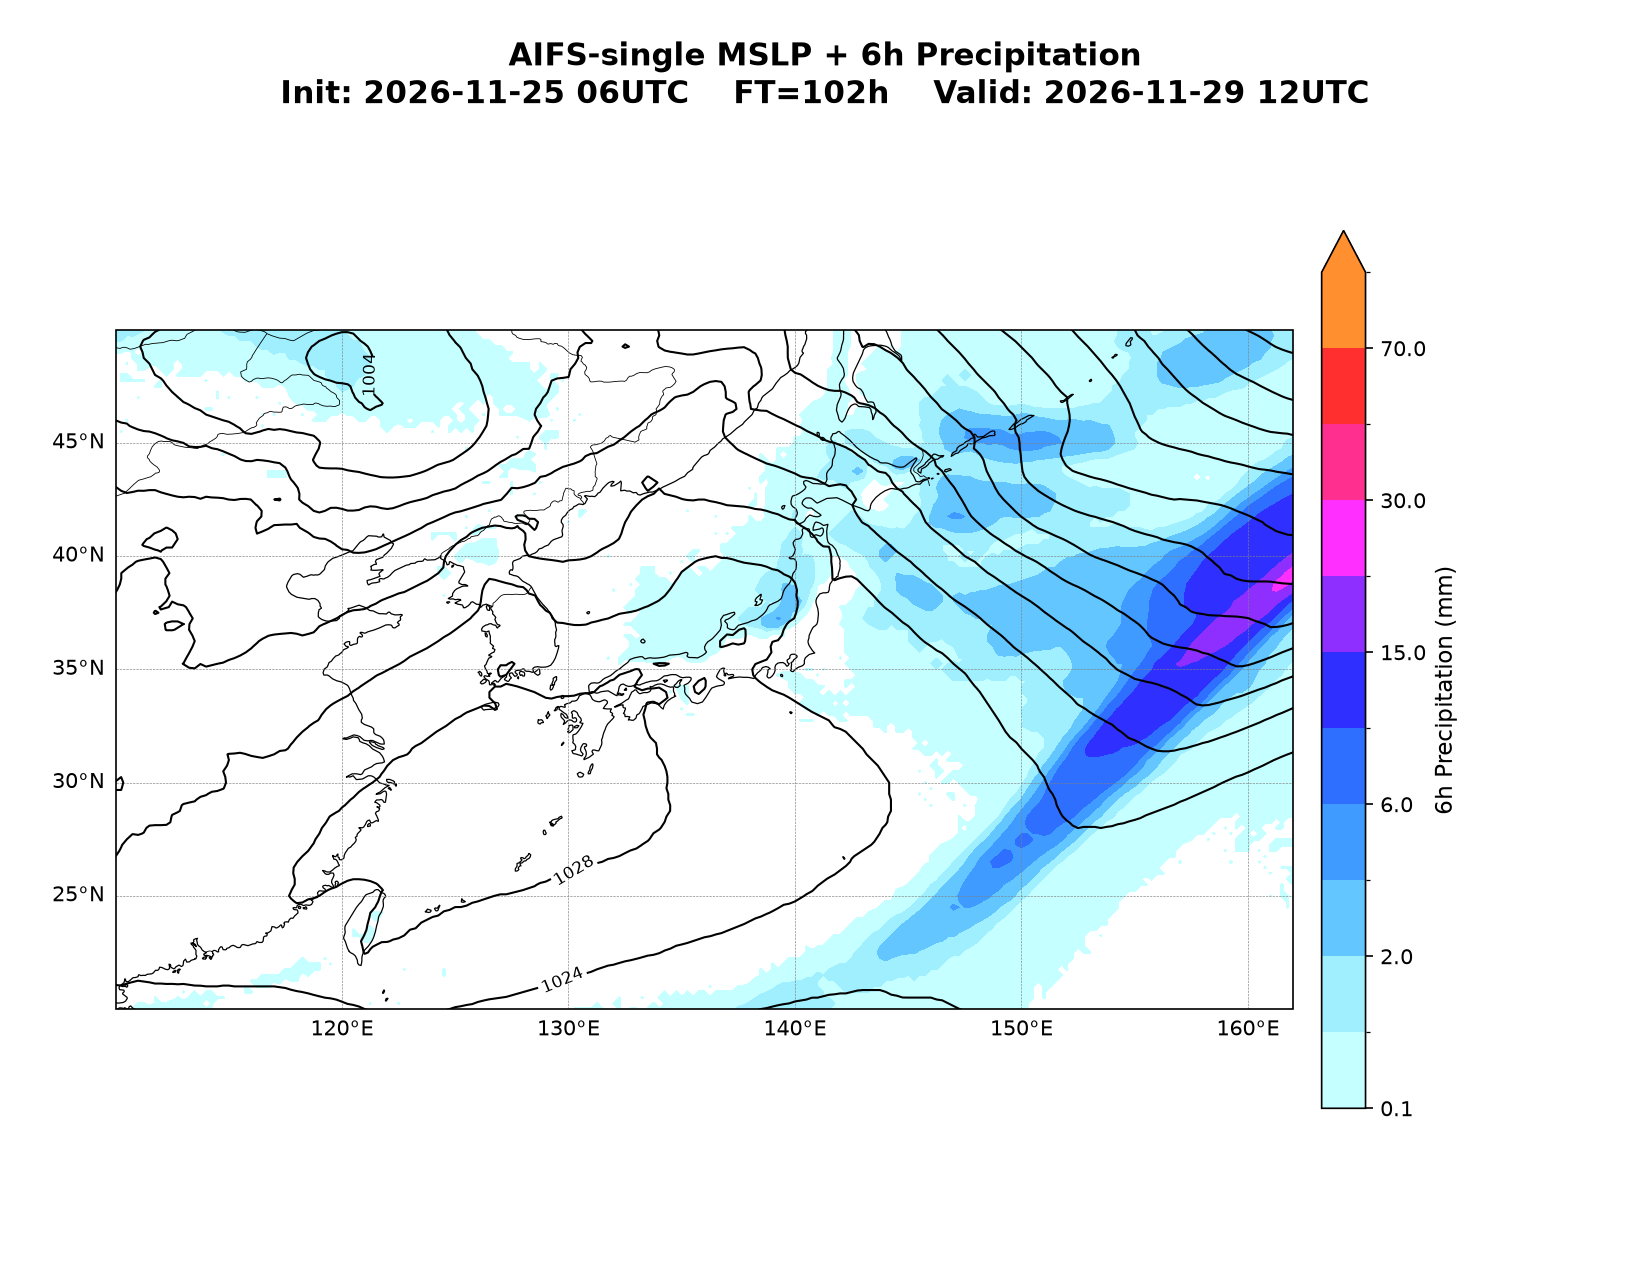 AIFS-single MSLP + 6h Precipitation
Init: 2026-11-25 06UTC    FT=102h    Valid: 2026-11-29 12UTC
1004
1028
1024
45°N
40°N
35°N
30°N
25°N
120°E
130°E
140°E
150°E
160°E
70.0
30.0
15.0
6.0
2.0
0.1
6h Precipitation (mm)